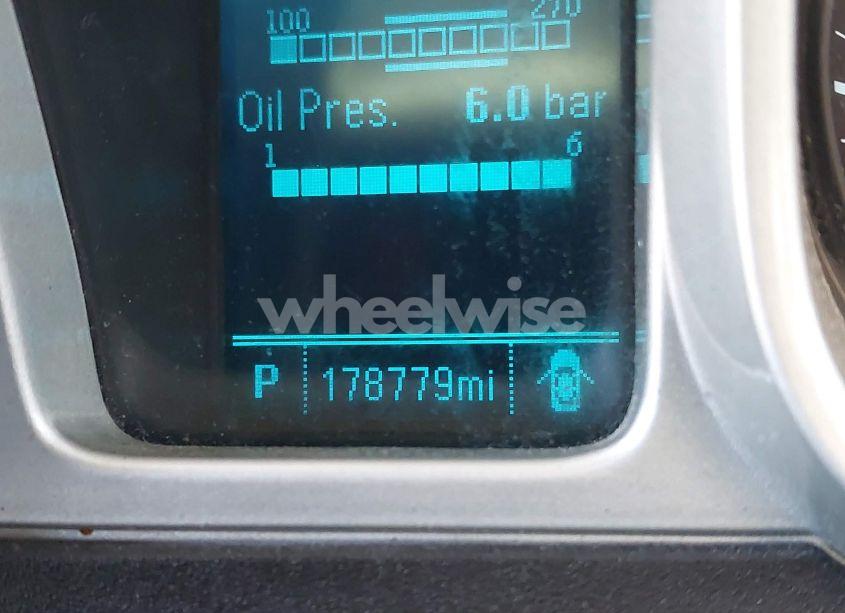 100 270
Oil Pres. 6.0 bar
1 6
wheelwise
P 178779mi